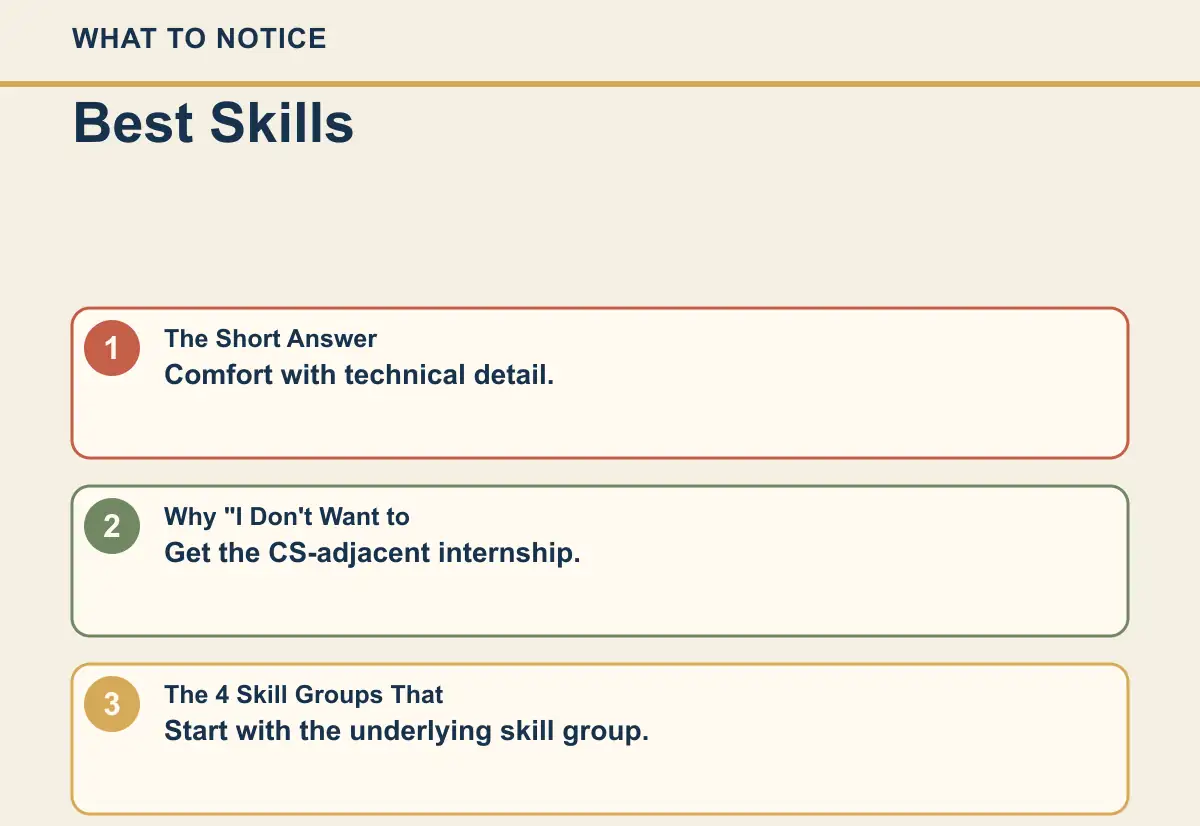 WHAT TO NOTICE
Best Skills
1
The Short Answer
Comfort with technical detail.
2
Why "I Don't Want to
Get the CS-adjacent internship.
3
The 4 Skill Groups That
Start with the underlying skill group.